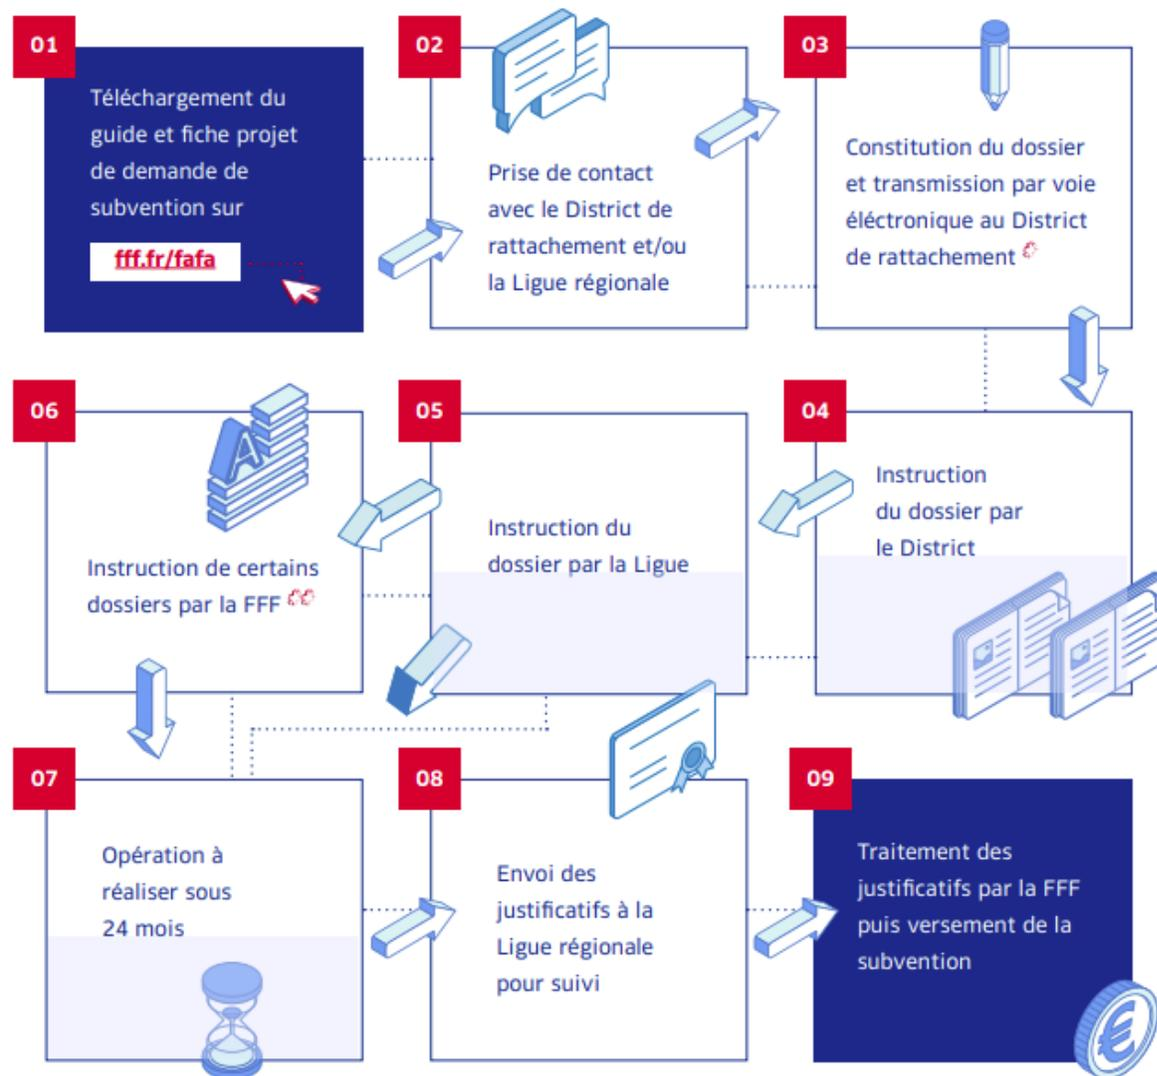 01
Téléchargement du
guide et fiche projet
de demande de
subvention sur
fff.fr/fafa
02
Prise de contact
avec le District de
rattachement et/ou
la Ligue régionale
03
Constitution du dossier
et transmission par voie
éléctronique au District
de rattachement
04
Instruction
du dossier par
le District
05
Instruction du
dossier par la Ligue
06
A
Instruction de certains
dossiers par la FFF
07
Opération à
réaliser sous
24 mois
08
Envoi des
justificatifs à la
Ligue régionale
pour suivi
09
Traitement des
justificatifs par la FFF
puis versement de la
subvention
€